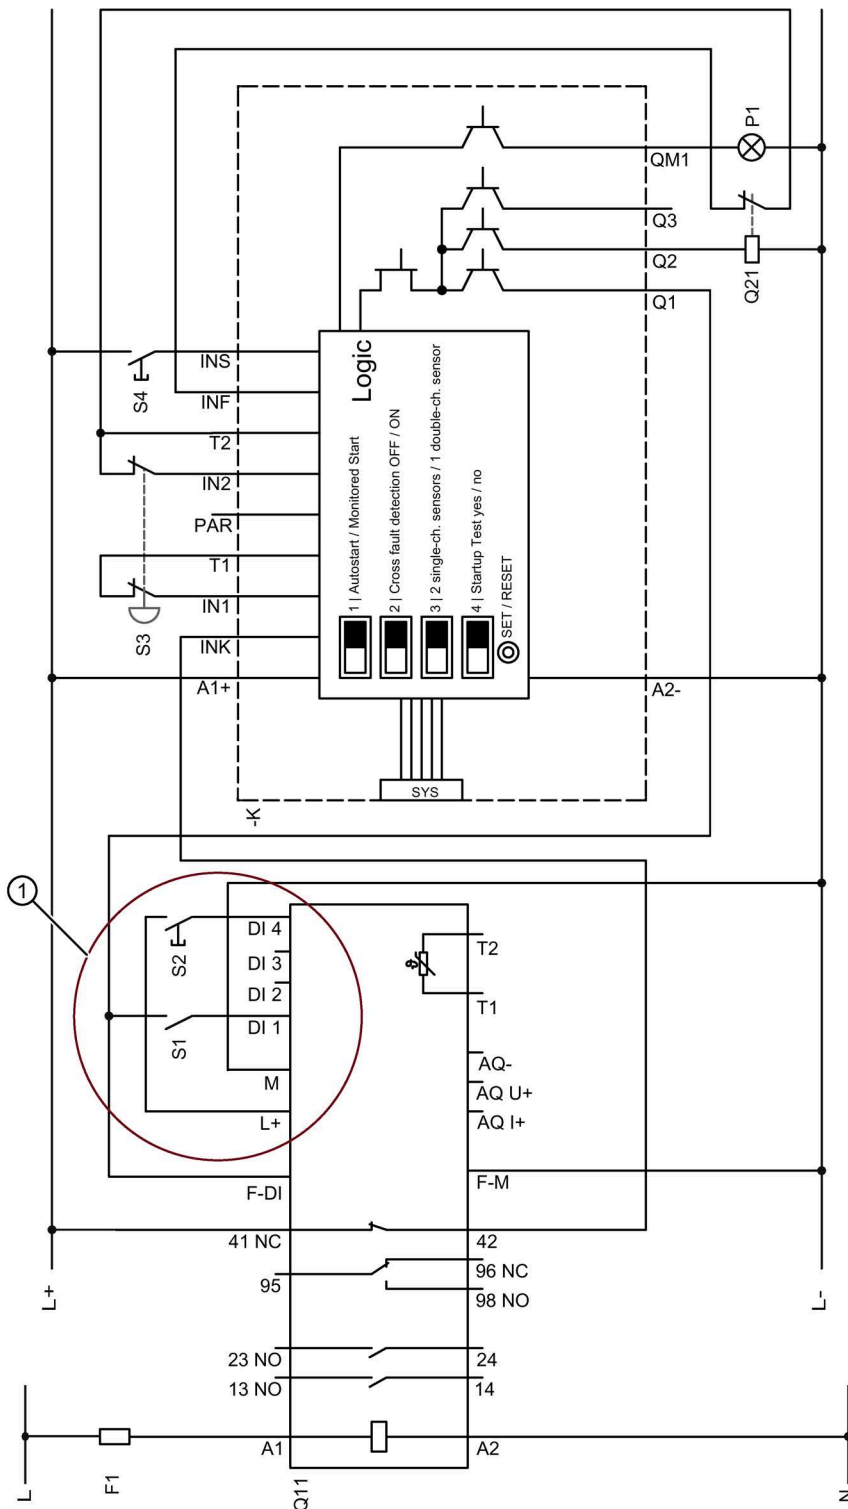 P1
QM1
Q3
Q2
Q21
Q1
INS
S4
INF
T2
IN2
PAR
T1
IN1
S3
INK
A1+
A2-
Logic
1 | Autostart / Monitored Start
2 | Cross fault detection OFF / ON
3 | 2 single-ch. sensors / 1 double-ch. sensor
4 | Startup Test yes / no
SET / RESET
SYS
-K
1
DI 4
S2
DI 3
DI 2
DI 1
S1
M
L+
F-DI
T2
ϑ
T1
AQ-
AQ U+
AQ I+
F-M
41 NC
42
95
96 NC
98 NO
L+
L-
23 NO
24
13 NO
14
A1
A2
F1
Q11
L
N